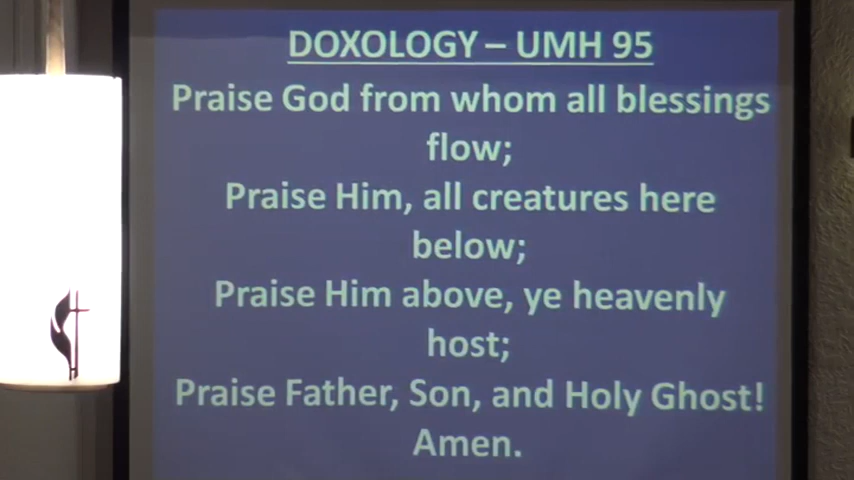 DOXOLOGY – UMH 95
Praise God from whom all blessings
flow;
Praise Him, all creatures here
below;
Praise Him above, ye heavenly
host;
Praise Father, Son, and Holy Ghost!
Amen.